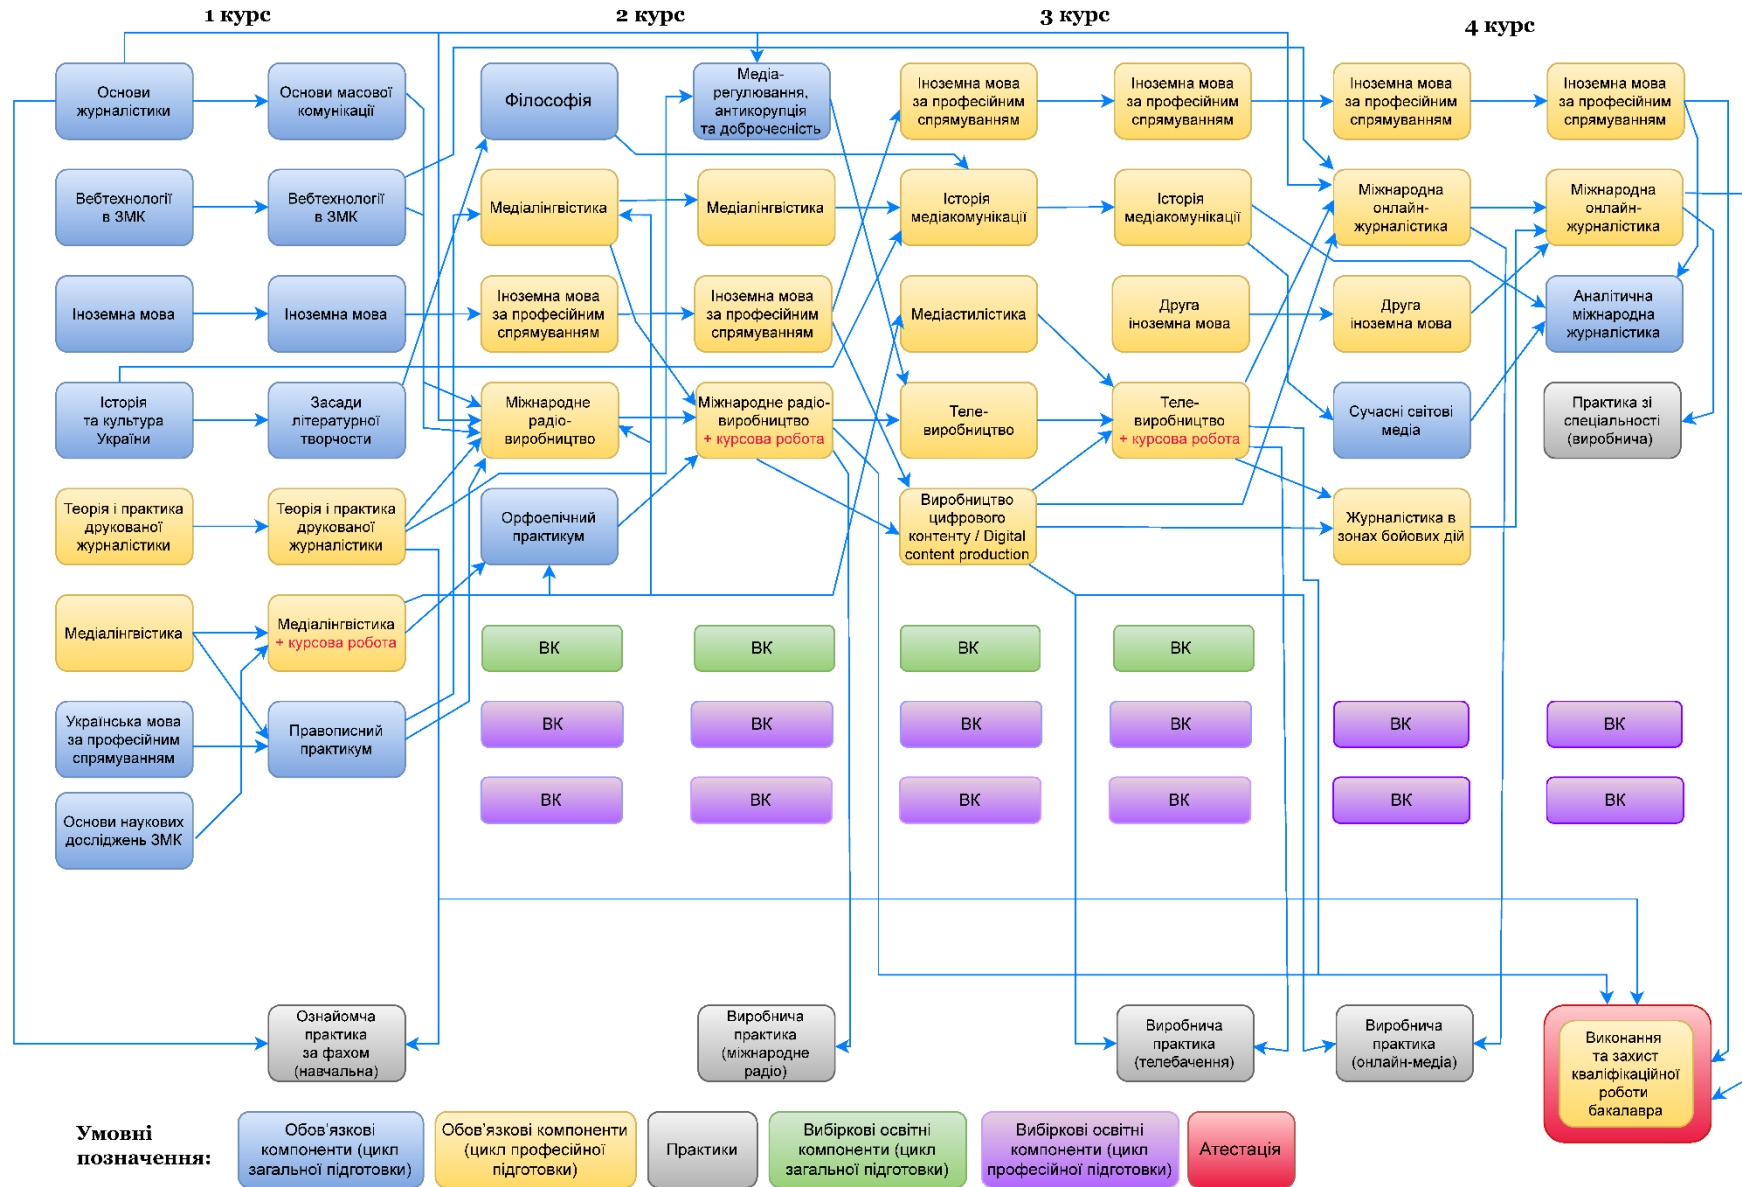 1 курс
2 курс
3 курс
4 курс
Основи
журналістики
Основи масової
комунікації
Філософія
Медіа-
регулювання,
антикорупція
та доброчесність
Іноземна мова
за професійним
спрямуванням
Іноземна мова
за професійним
спрямуванням
Іноземна мова
за професійним
спрямуванням
Іноземна мова
за професійним
спрямуванням
Вебтехнології
в ЗМК
Вебтехнології
в ЗМК
Медіалінгвістика
Медіалінгвістика
Історія
медіакомунікації
Історія
медіакомунікації
Міжнародна
онлайн-
журналістика
Міжнародна
онлайн-
журналістика
Іноземна мова
Іноземна мова
Іноземна мова
за професійним
спрямуванням
Іноземна мова
за професійним
спрямуванням
Медіастилістика
Друга
іноземна мова
Друга
іноземна мова
Аналітична
міжнародна
журналістика
Історія
та культура
України
Засади
літературної
творчости
Міжнародне
радіо-
виробництво
Міжнародне радіо-
виробництво
+ курсова робота
Теле-
виробництво
Теле-
виробництво
+ курсова робота
Сучасні світові
медіа
Практика зі
спеціальності
(виробнича)
Теорія і практика
друкованої
журналістики
Теорія і практика
друкованої
журналістики
Орфоепічний
практикум
Виробництво
цифрового
контенту / Digital
content production
Журналістика в
зонах бойових дій
Медіалінгвістика
Медіалінгвістика
+ курсова робота
ВК
ВК
ВК
ВК
Українська мова
за професійним
спрямуванням
Правописний
практикум
ВК
ВК
ВК
ВК
ВК
ВК
Основи наукових
досліджень ЗМК
ВК
ВК
ВК
ВК
ВК
ВК
Ознайомча
практика
за фахом
(навчальна)
Виробнича
практика
(міжнародне
радіо)
Виробнича
практика
(телебачення)
Виробнича
практика
(онлайн-медіа)
Виконання
та захист
кваліфікаційної
роботи
бакалавра
Умовні
позначення:
Обов'язкові
компоненти (цикл
загальної підготовки)
Обов'язкові компоненти
(цикл професійної
підготовки)
Практики
Вибіркові освітні
компоненти (цикл
загальної підготовки)
Вибіркові освітні
компоненти (цикл
професійної підготовки)
Атестація